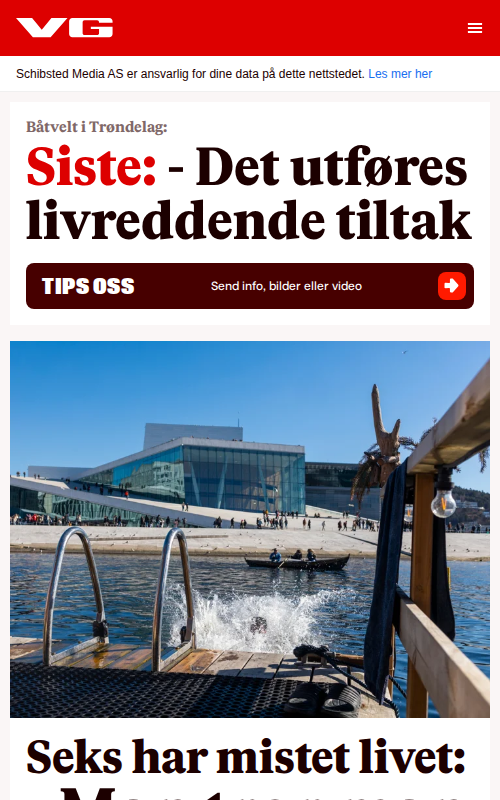 VG
Schibsted Media AS er ansvarlig for dine data på dette nettstedet. Les mer her
Båtvelt i Trøndelag:
Siste: - Det utføres
livreddende tiltak
TIPS OSS
Send info, bilder eller video
Seks har mistet livet: